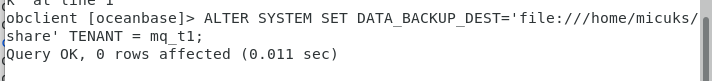 obclient [oceanbase]> ALTER SYSTEM SET DATA_BACKUP_DEST='file:///home/micuks/
share' TENANT = mq_t1;
Query OK, 0 rows affected (0.011 sec)